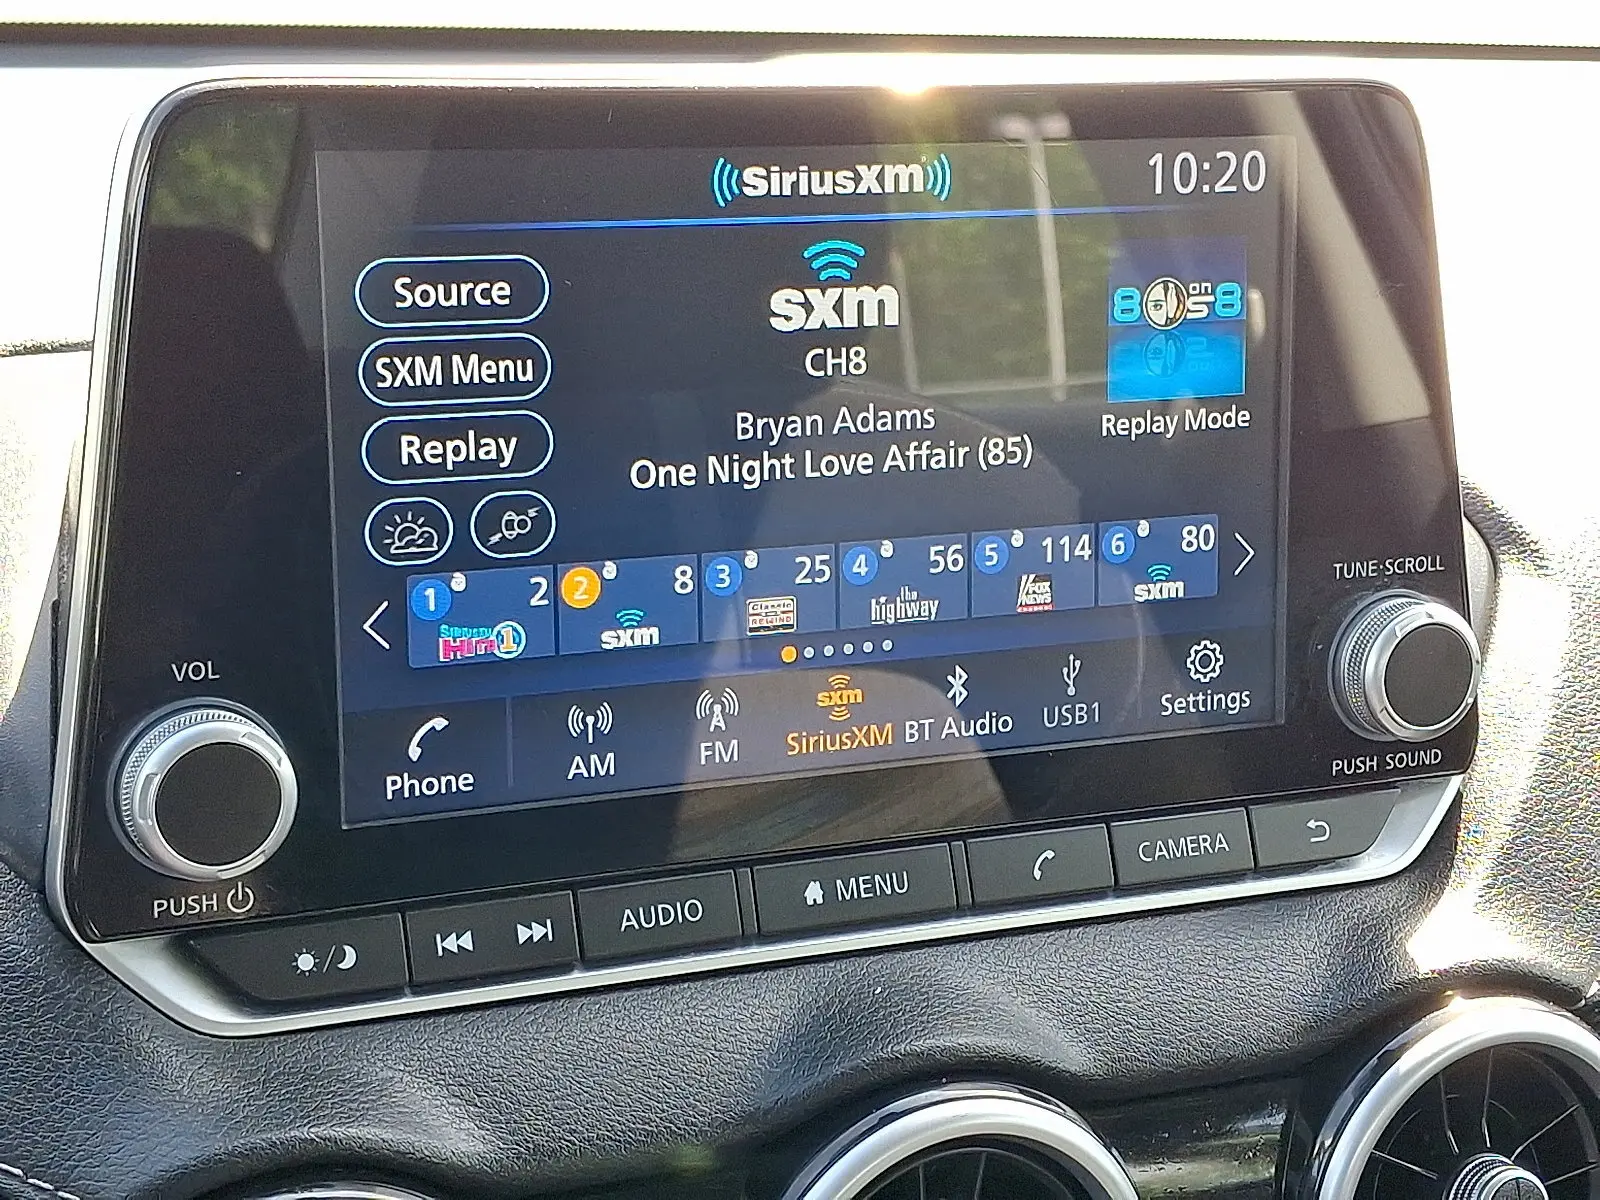 SiriusXM
10:20
Source
SXM Menu
Replay
sxm
CH8
Bryan Adams
One Night Love Affair (85)
80s on 8
Replay Mode
1 2
SiriusXM Hits 1
2 8
sxm
3 25
Classic Rewind
4 56
the highway
5 114
FOX NEWS
6 80
sxm
Phone
AM
FM
sxm
SiriusXM
BT Audio
USB1
Settings
VOL
PUSH
TUNE·SCROLL
PUSH SOUND
AUDIO
MENU
CAMERA